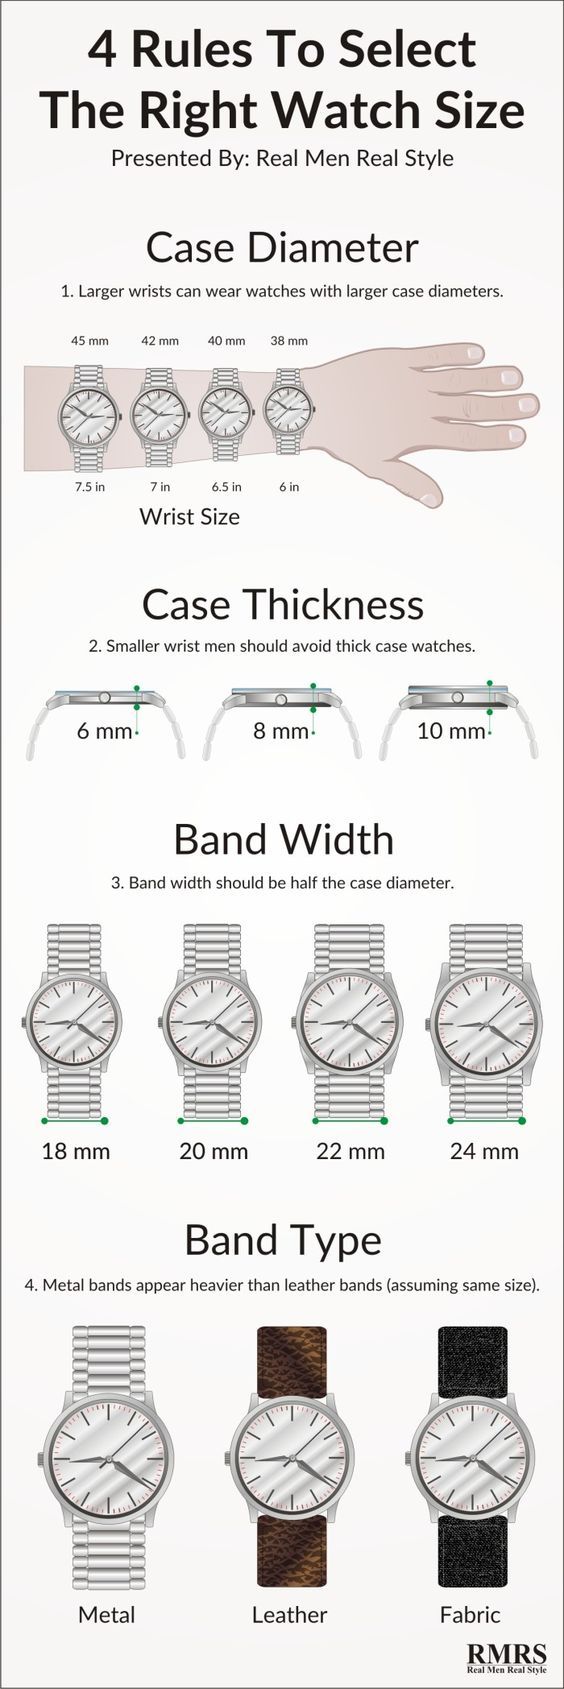 4 Rules To Select
The Right Watch Size
Presented By: Real Men Real Style
Case Diameter
1. Larger wrists can wear watches with larger case diameters.
45 mm 42 mm 40 mm 38 mm
7.5 in 7 in 6.5 in 6 in
Wrist Size
Case Thickness
2. Smaller wrist men should avoid thick case watches.
6 mm 8 mm 10 mm
Band Width
3. Band width should be half the case diameter.
18 mm 20 mm 22 mm 24 mm
Band Type
4. Metal bands appear heavier than leather bands (assuming same size).
Metal Leather Fabric
RMRS
Real Men Real Style